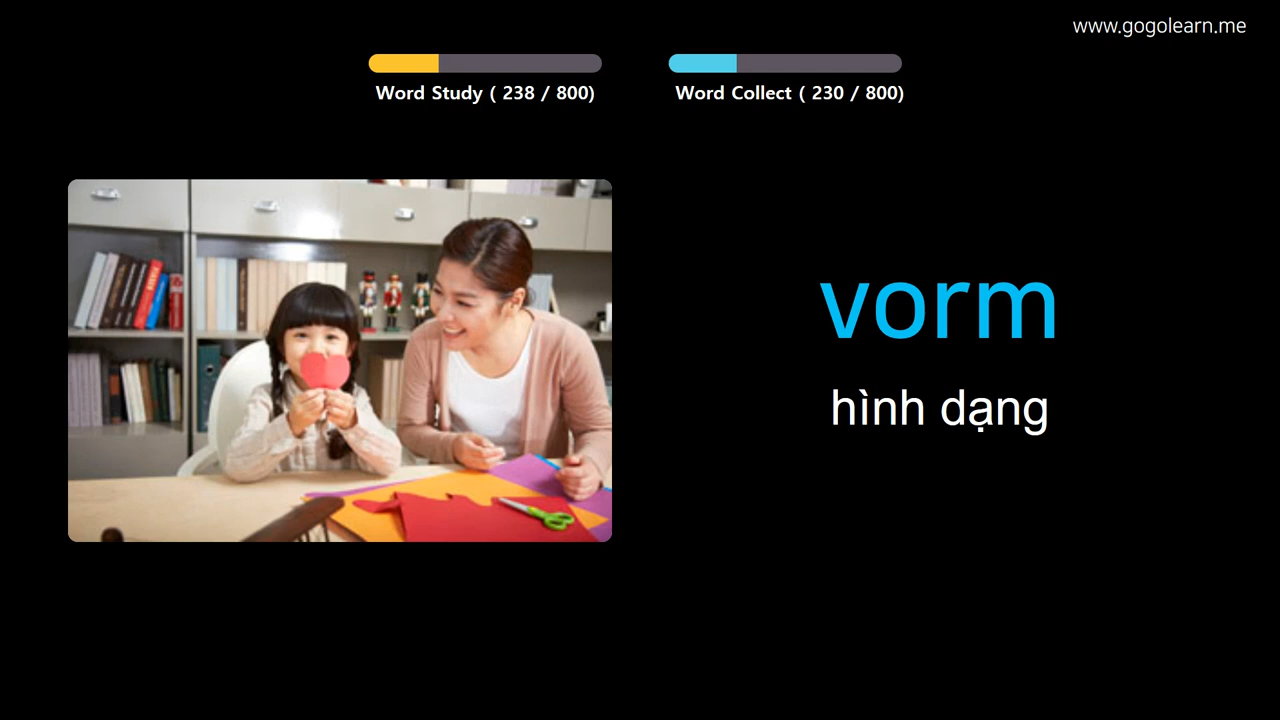 www.gogolearn.me
Word Study ( 238 / 800)
Word Collect ( 230 / 800)
vorm
hình dạng